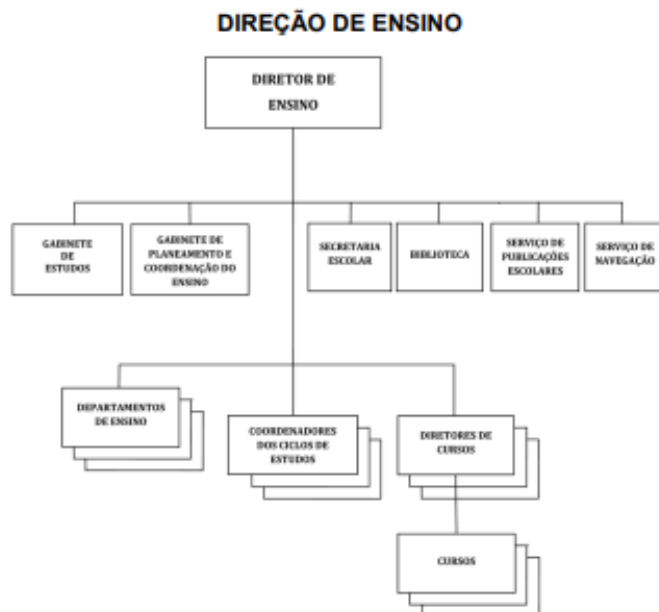 DIREÇÃO DE ENSINO
DIRETOR DE
ENSINO
GABINETE
DE
ESTUDOS
GABINETE DE
PLANEAMENTO E
COORDENAÇÃO DO
ENSINO
SECRETARIA
ESCOLAR
BIBLIOTECA
SERVIÇO DE
PUBLICAÇÕES
ESCOLARES
SERVIÇO DE
NAVEGAÇÃO
DEPARTAMENTOS
DE ENSINO
COORDENADORES
DOS CICLOS DE
ESTUDOS
DIRETORES DE
CURSOS
CURSOS